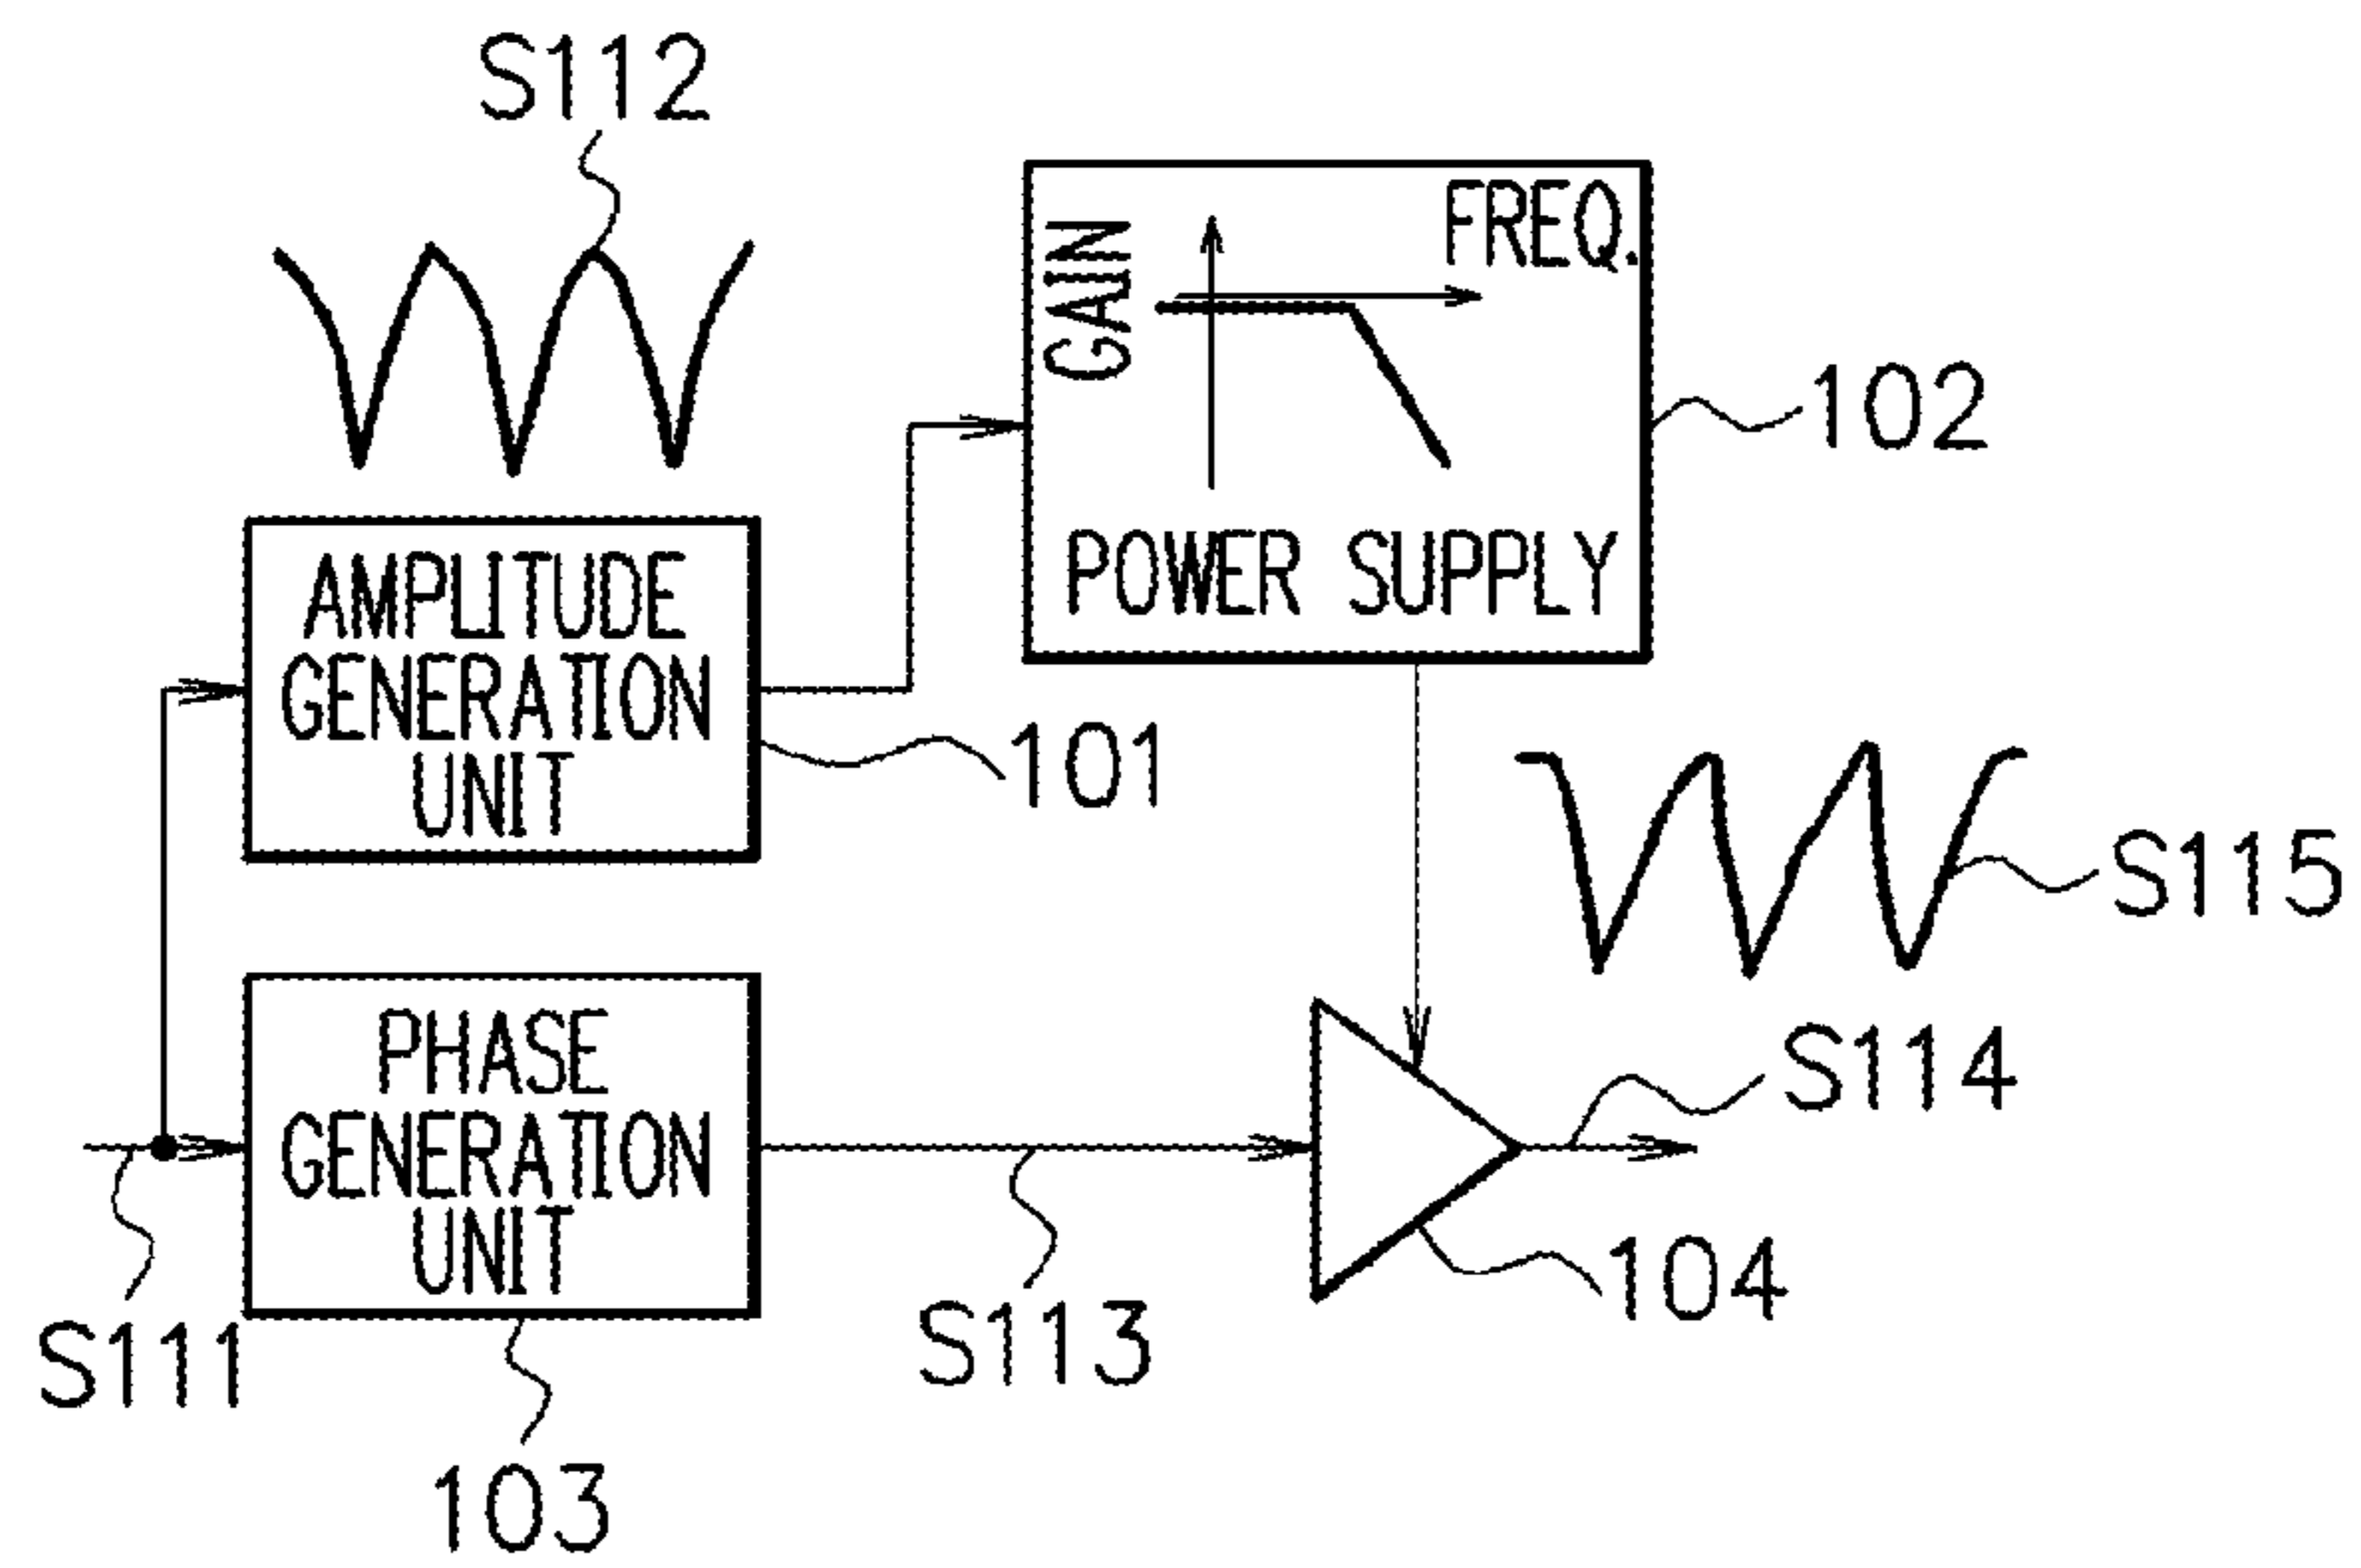 S112
FREQ.
GAIN
102
POWER SUPPLY
AMPLITUDE
GENERATION
UNIT
101
S115
PHASE
GENERATION
UNIT
S114
S111
S113
104
103